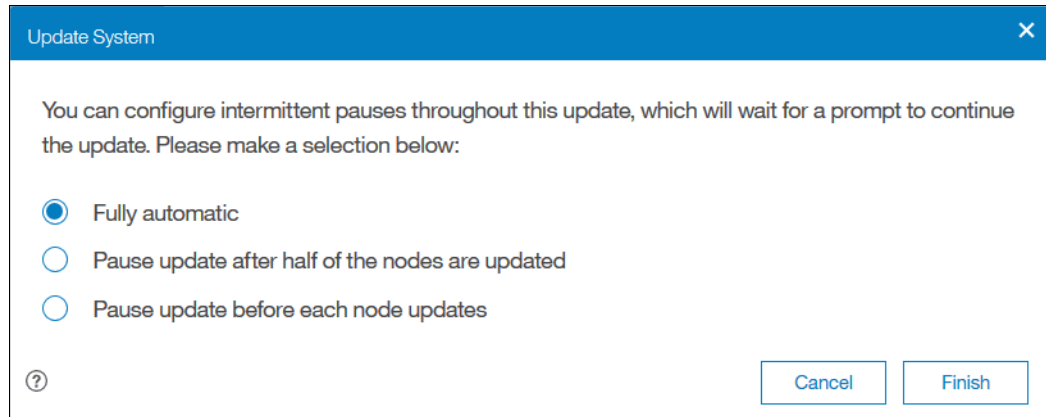 Update System
You can configure intermittent pauses throughout this update, which will wait for a prompt to continue
the update. Please make a selection below:
Fully automatic
Pause update after half of the nodes are updated
Pause update before each node updates
?
Cancel
Finish